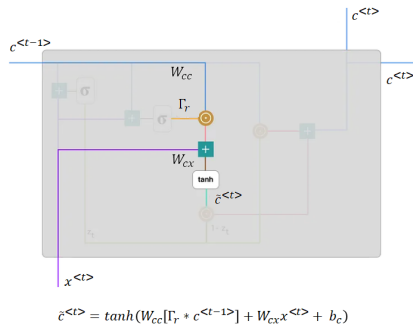 c<t>
c<t−1>
c<t>
W_cc
σ
Γ_r
σ
W_cx
tanh
c̃<t>
x<t>
c̃<t> = tanh(W_cc[Γ_r * c<t−1>] + W_cx x<t> + b_c)